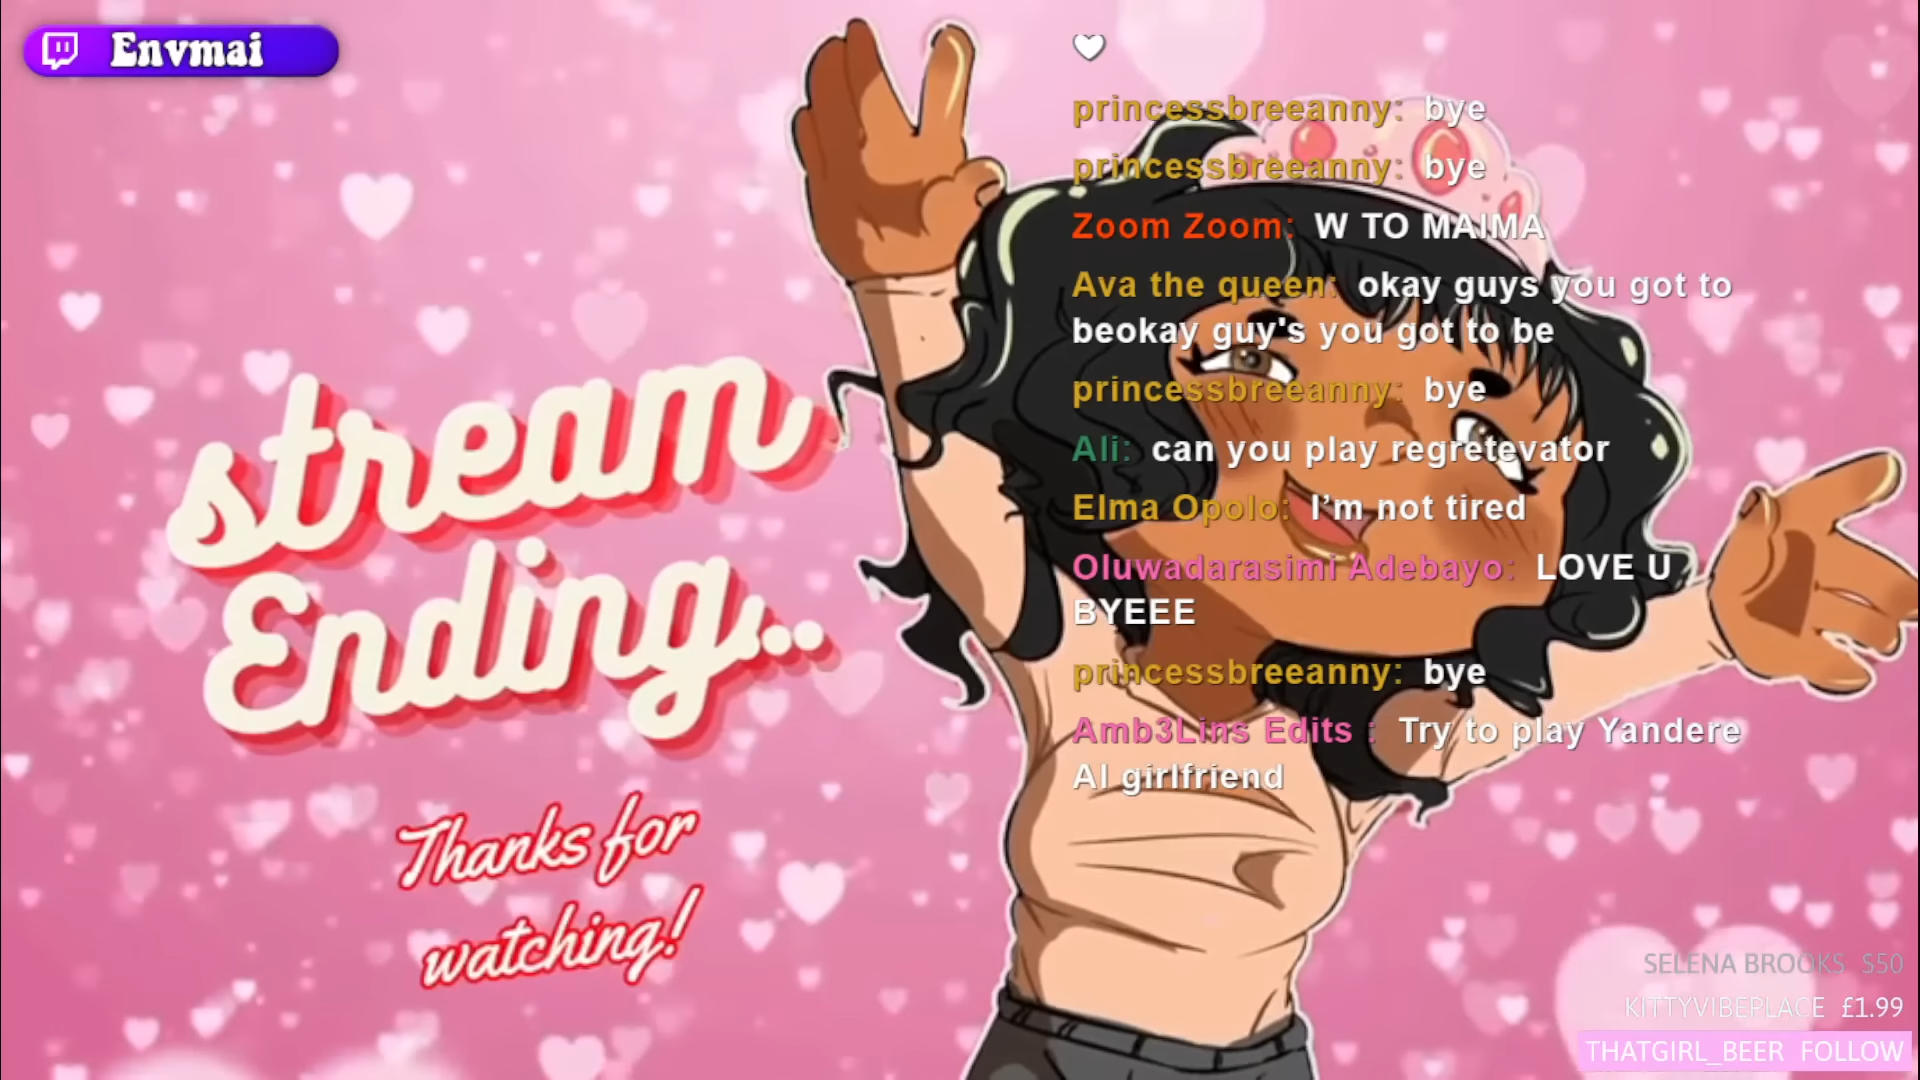 Envmai
princessbreeanny: bye
princessbreeanny: bye
Zoom Zoom: W TO MAIMA
Ava the queen: okay guys you got to
beokay guy's you got to be
princessbreeanny: bye
Ali: can you play regretevator
Elma Opolo: I’m not tired
Oluwadarasimi Adebayo: LOVE U
BYEEE
princessbreeanny: bye
Amb3Lins Edits : Try to play Yandere
AI girlfriend
stream
Ending...
Thanks for
watching!
SELENA BROOKS $50
KITTYVIBEPLACE £1.99
THATGIRL_BEER FOLLOW